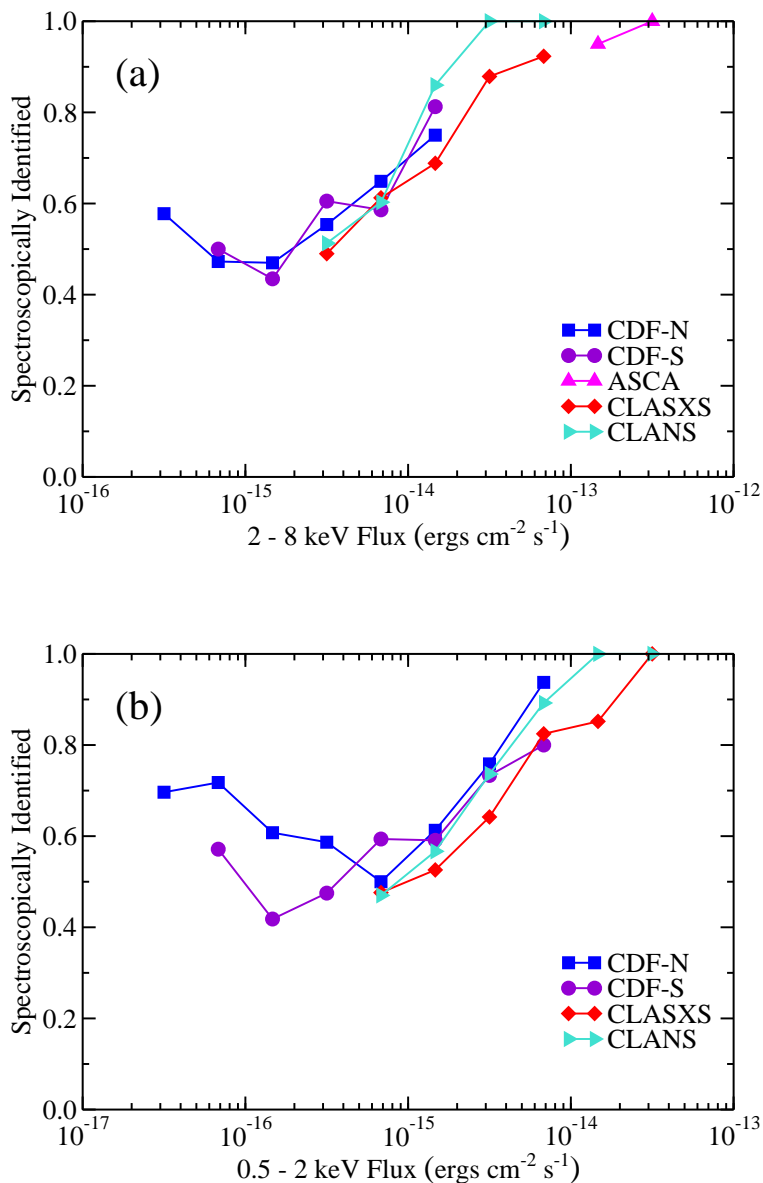 (a)
1.0
0.8
0.6
0.4
0.2
0.0
Spectroscopically Identified
CDF-N
CDF-S
ASCA
CLASXS
CLANS
10⁻¹⁶ 10⁻¹⁵ 10⁻¹⁴ 10⁻¹³ 10⁻¹²
2 - 8 keV Flux (ergs cm⁻² s⁻¹)
(b)
1.0
0.8
0.6
0.4
0.2
0.0
Spectroscopically Identified
CDF-N
CDF-S
CLASXS
CLANS
10⁻¹⁷ 10⁻¹⁶ 10⁻¹⁵ 10⁻¹⁴ 10⁻¹³
0.5 - 2 keV Flux (ergs cm⁻² s⁻¹)